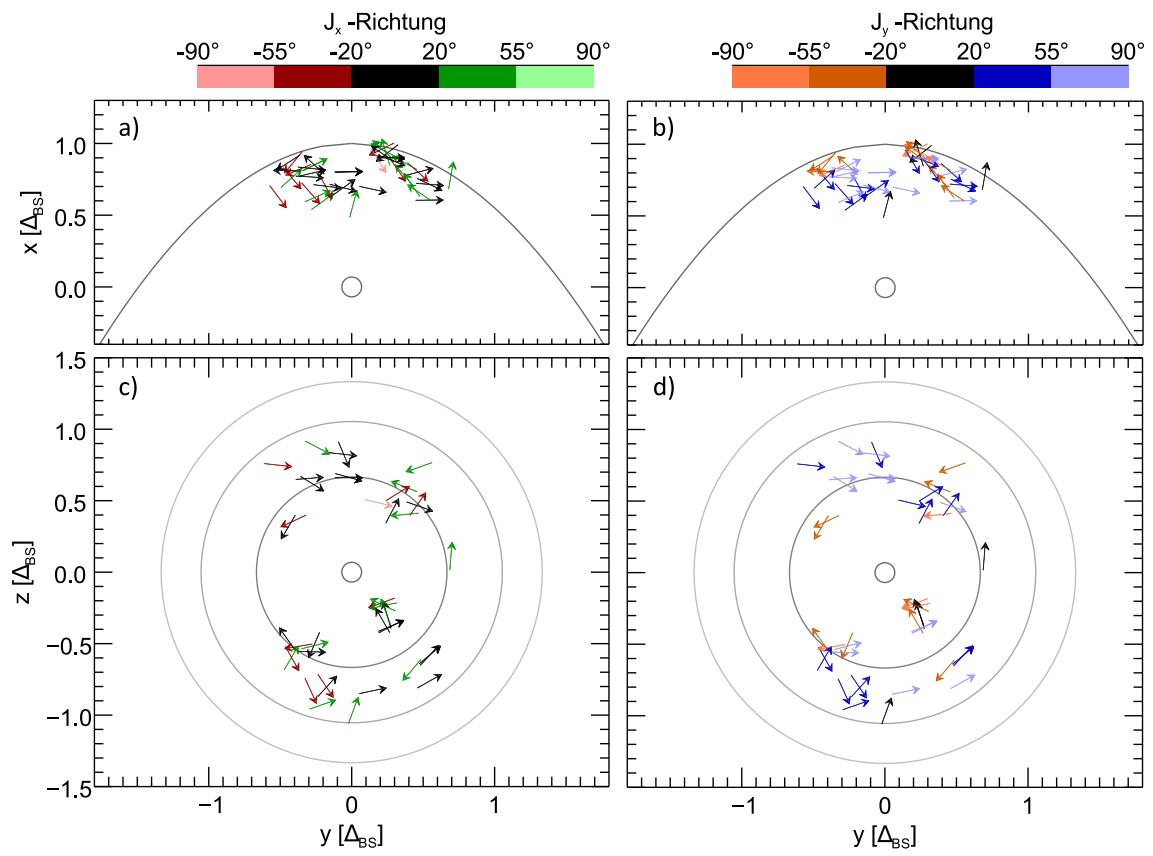 Jx -Richtung
-90° -55° -20° 20° 55° 90°
Jy -Richtung
-90° -55° -20° 20° 55° 90°
a)
b)
1.0
0.5
0.0
x [ΔBS]
c)
d)
1.5
1.0
0.5
0.0
−0.5
−1.0
−1.5
z [ΔBS]
−1 0 1
−1 0 1
y [ΔBS]
y [ΔBS]